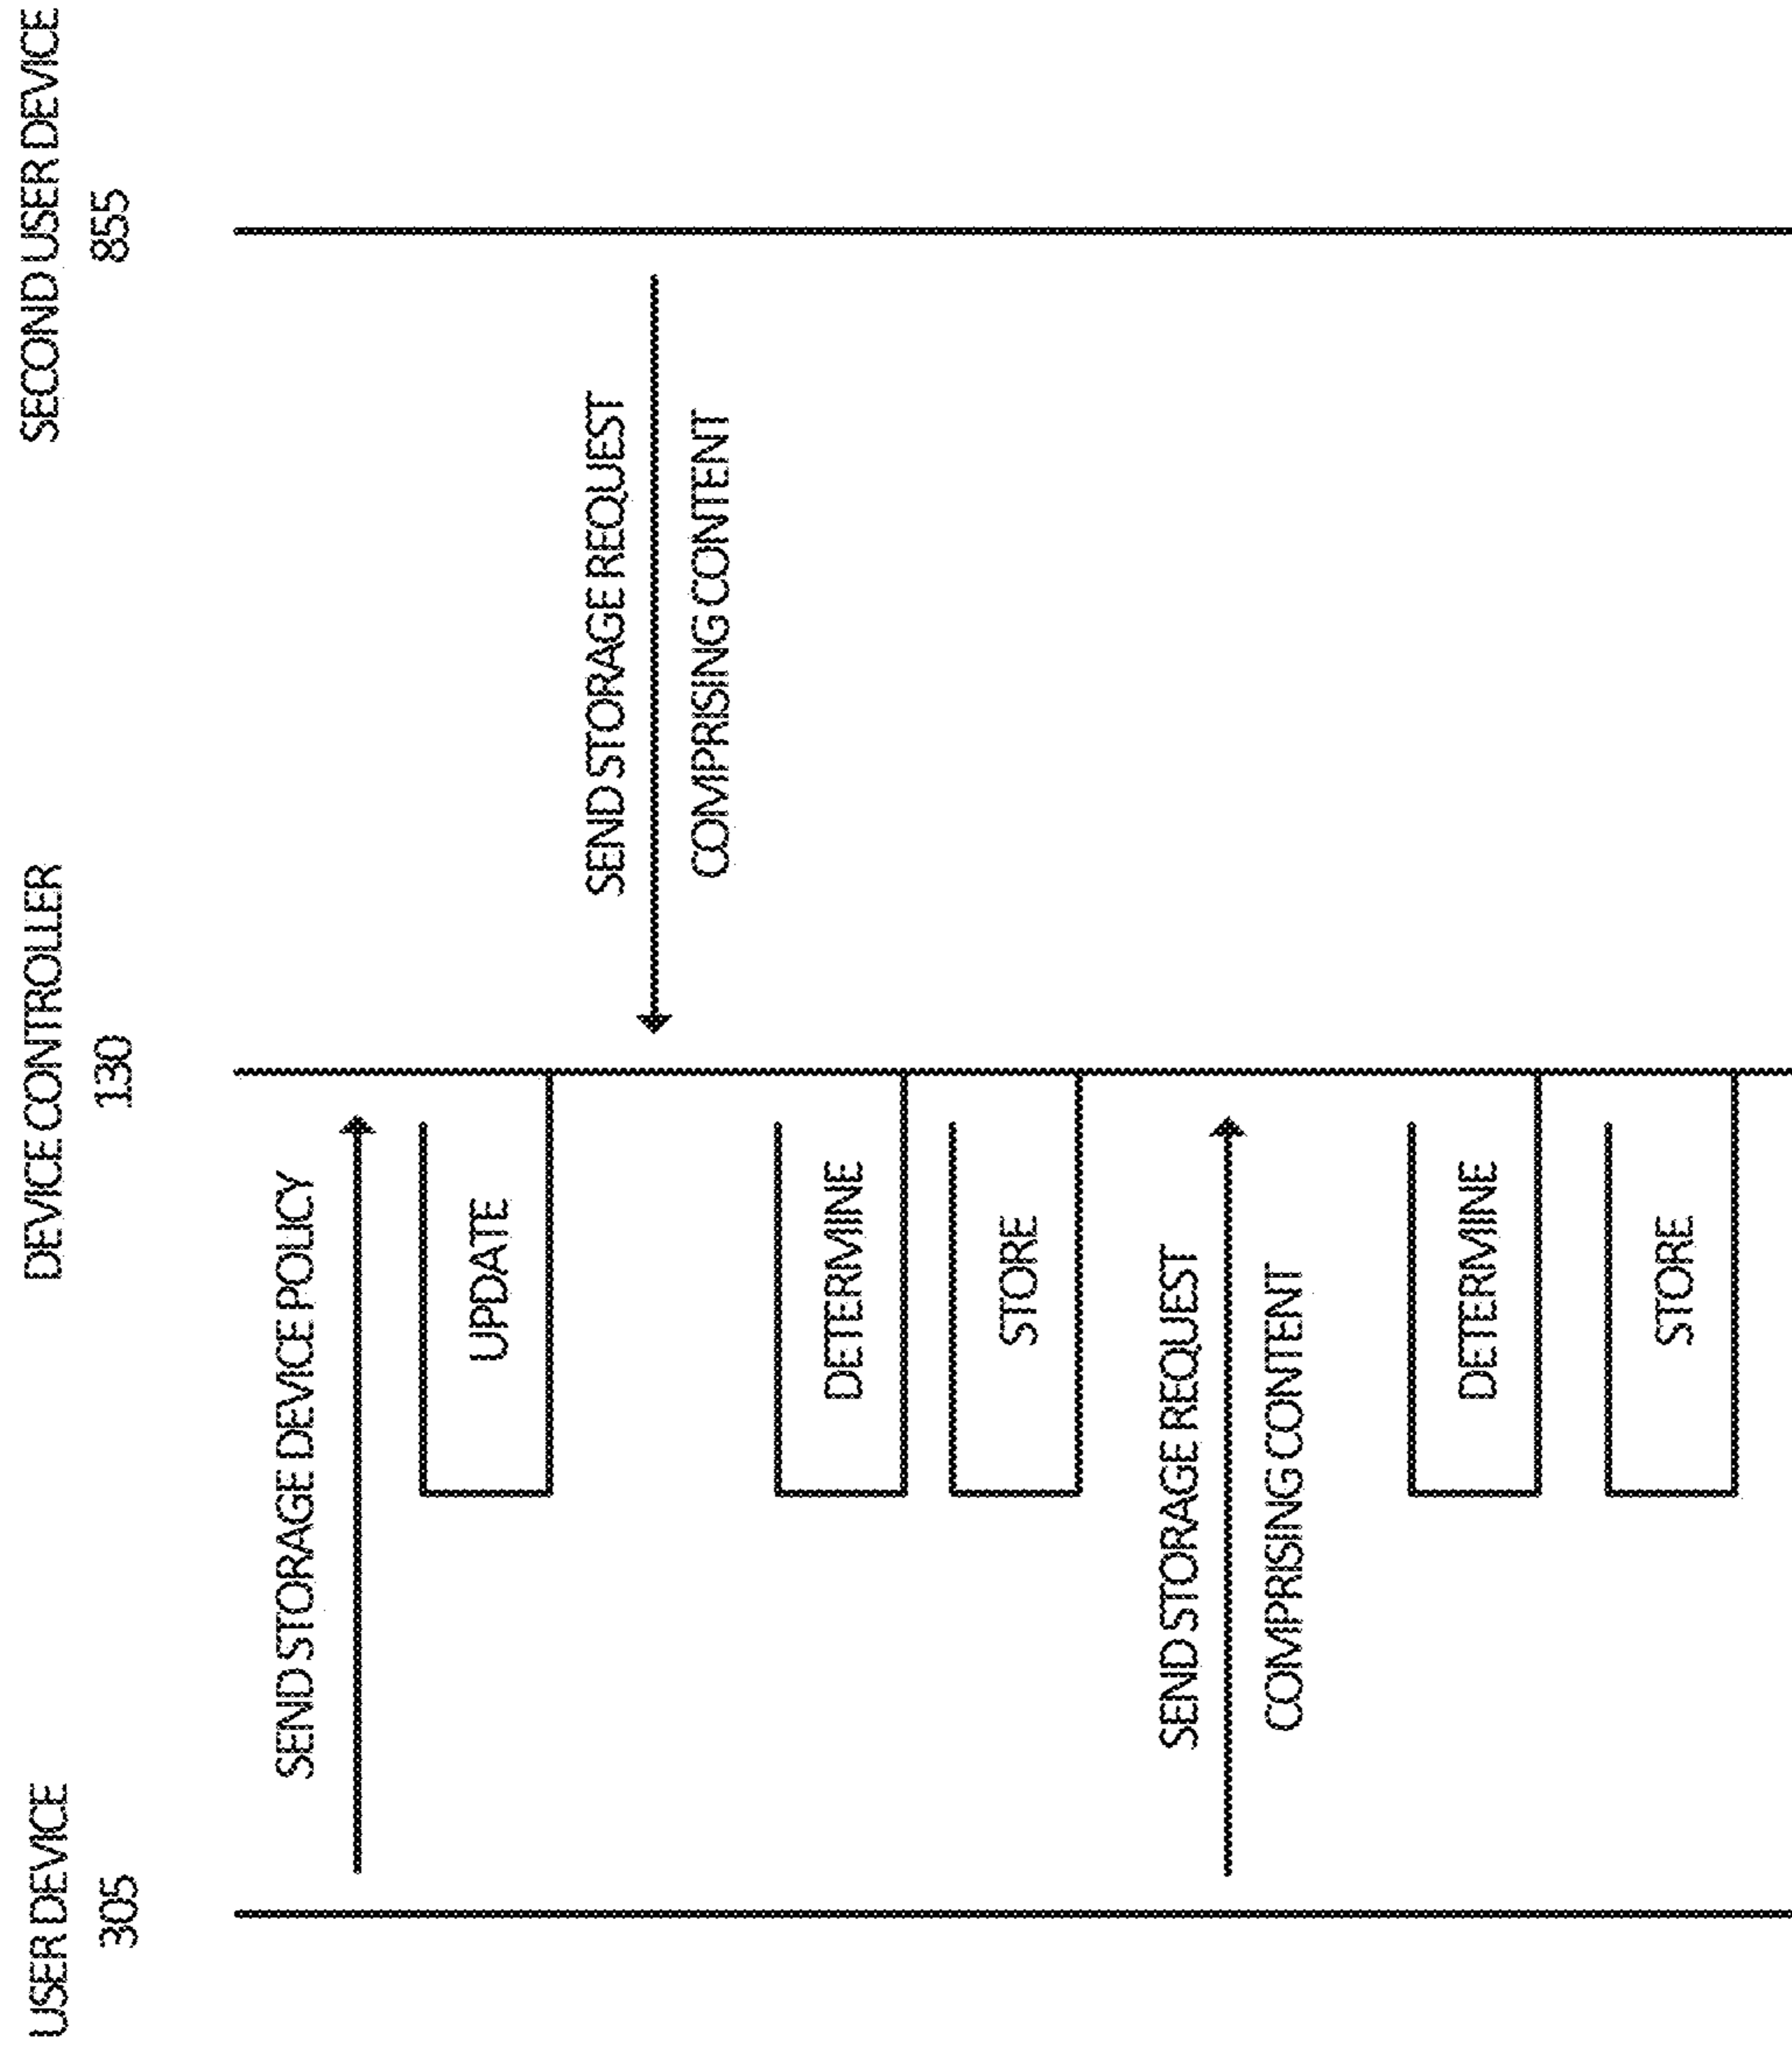 USER DEVICE
305
DEVICE CONTROLLER
130
SECOND USER DEVICE
855
SEND STORAGE DEVICE POLICY
UPDATE
SEND STORAGE REQUEST
COMPRISING CONTENT
DETERMINE
STORE
SEND STORAGE REQUEST
COMPRISING CONTENT
DETERMINE
STORE